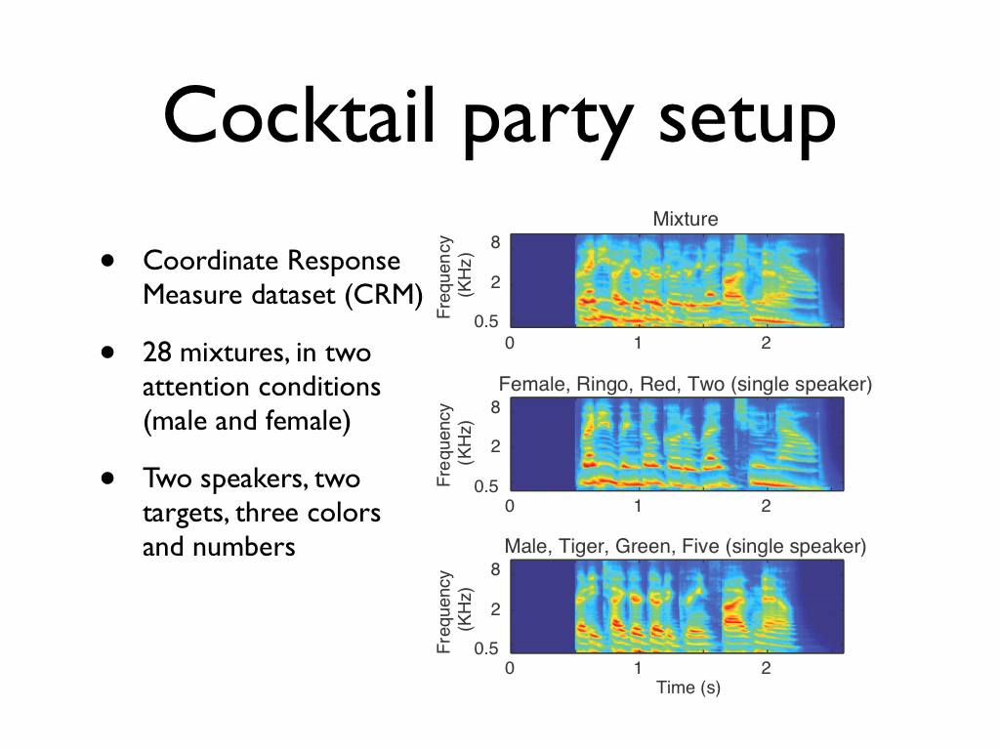 Cocktail party setup
• Coordinate Response
Measure dataset (CRM)
• 28 mixtures, in two
attention conditions
(male and female)
• Two speakers, two
targets, three colors
and numbers
Mixture
Frequency
(KHz)
8
2
0.5
0 1 2
Female, Ringo, Red, Two (single speaker)
Frequency
(KHz)
8
2
0.5
0 1 2
Male, Tiger, Green, Five (single speaker)
Frequency
(KHz)
8
2
0.5
0 1 2
Time (s)